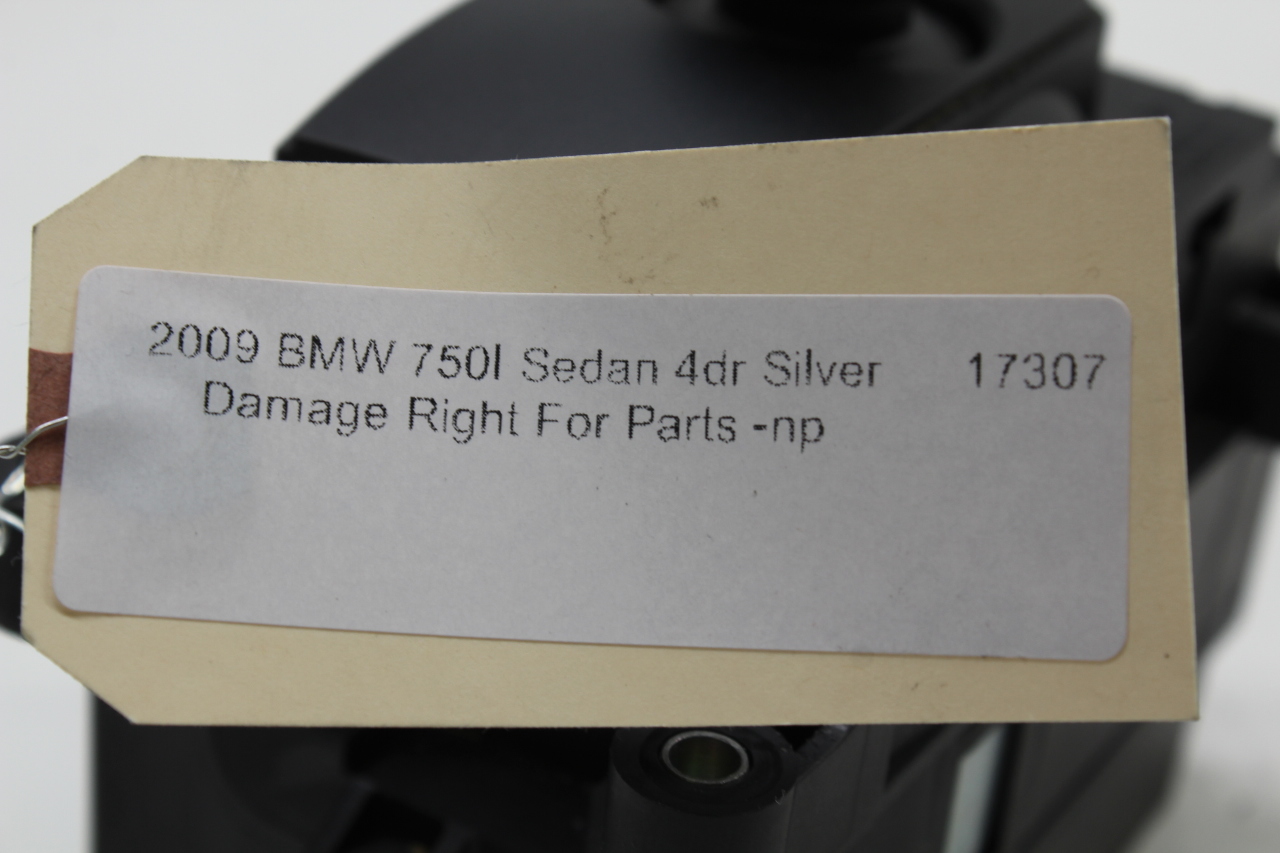 2009 BMW 750I Sedan 4dr Silver 17307
Damage Right For Parts -np